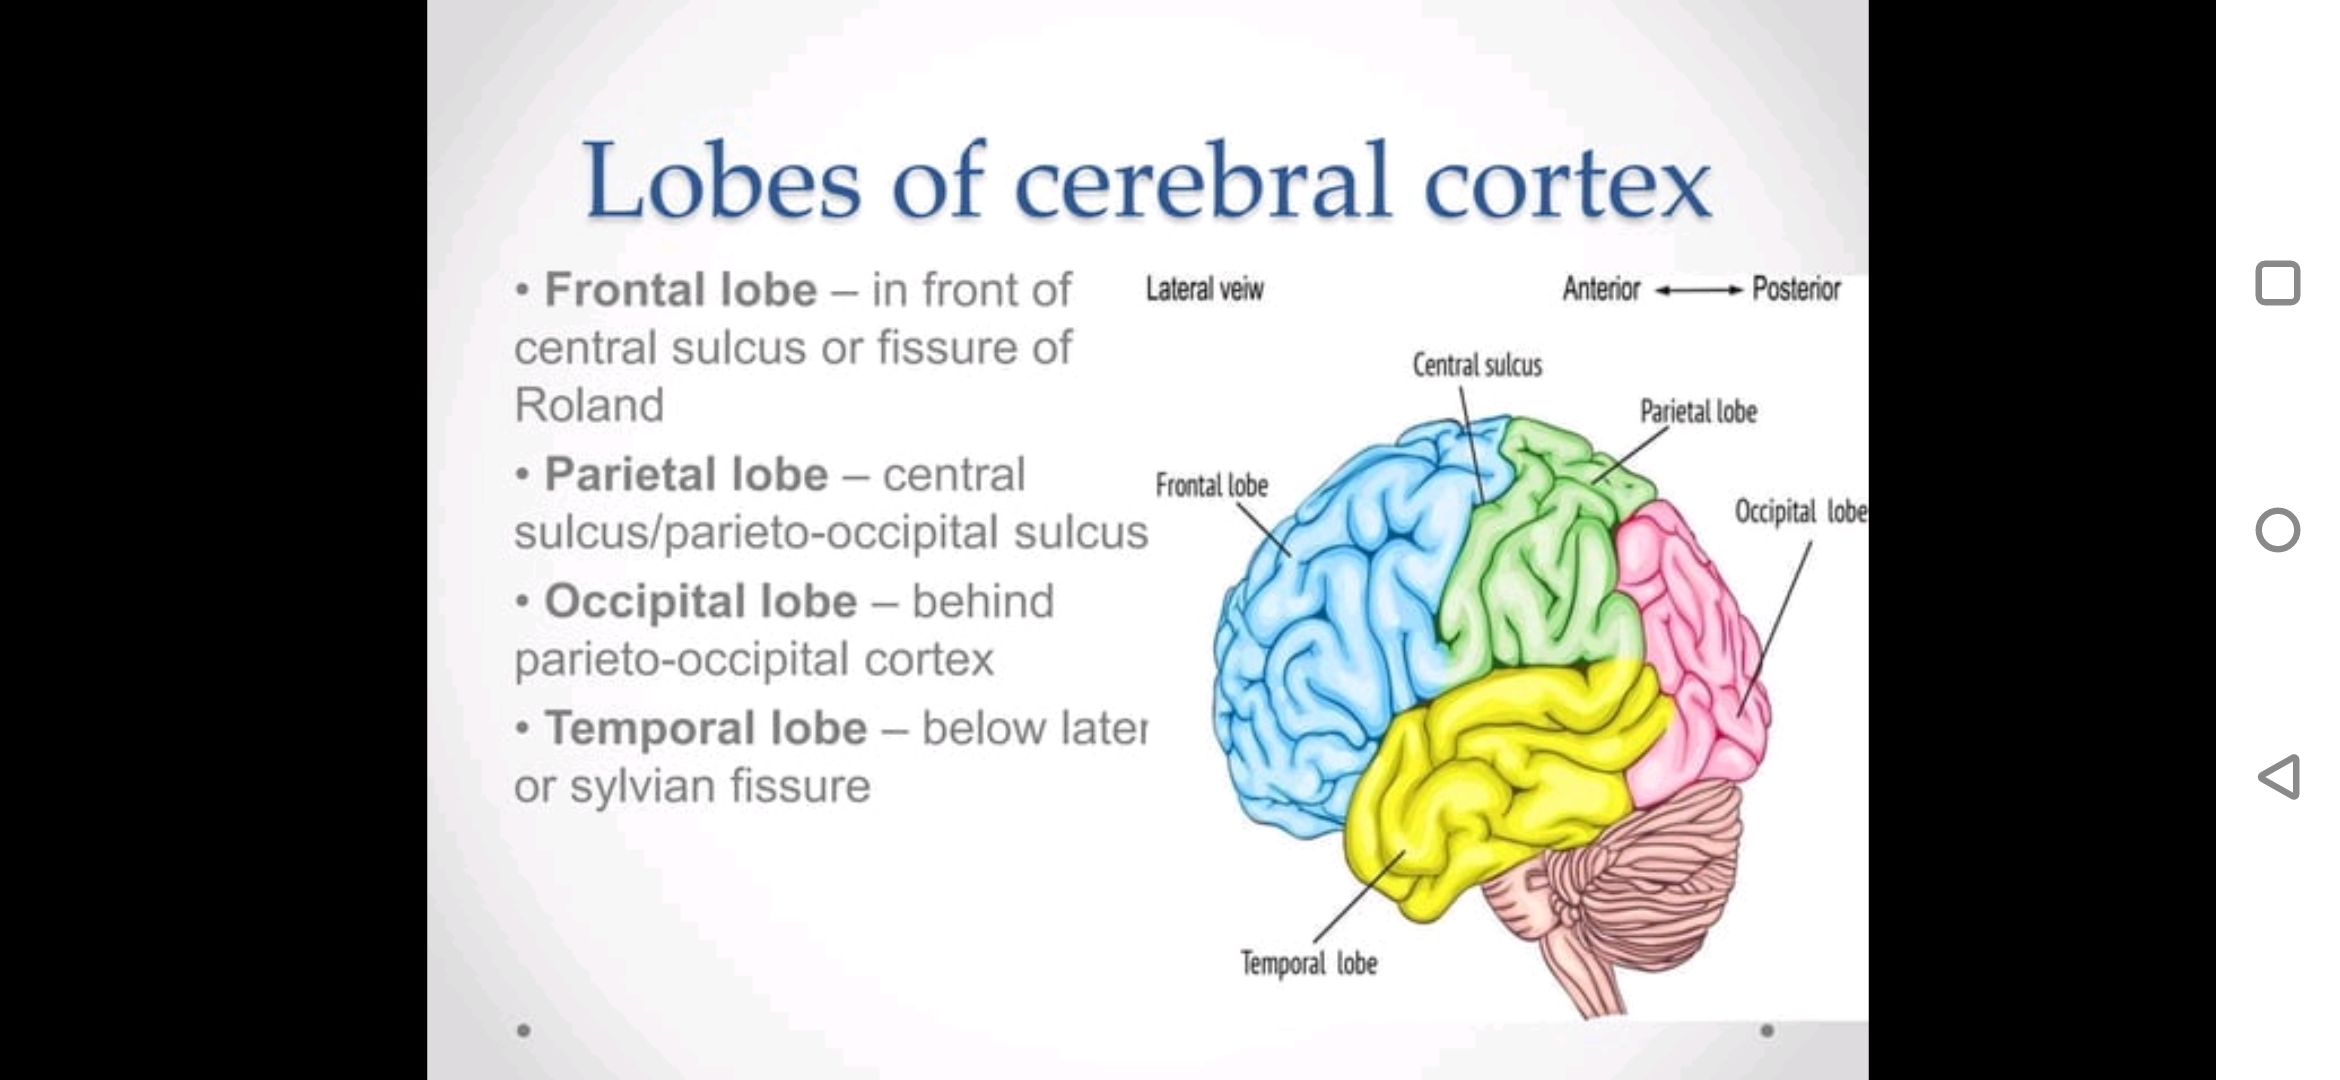 Lobes of cerebral cortex
• Frontal lobe – in front of
central sulcus or fissure of
Roland
• Parietal lobe – central
sulcus/parieto-occipital sulcus
• Occipital lobe – behind
parieto-occipital cortex
• Temporal lobe – below later
or sylvian fissure
Lateral veiw
Anterior ↔ Posterior
Central sulcus
Parietal lobe
Frontal lobe
Occipital lobe
Temporal lobe